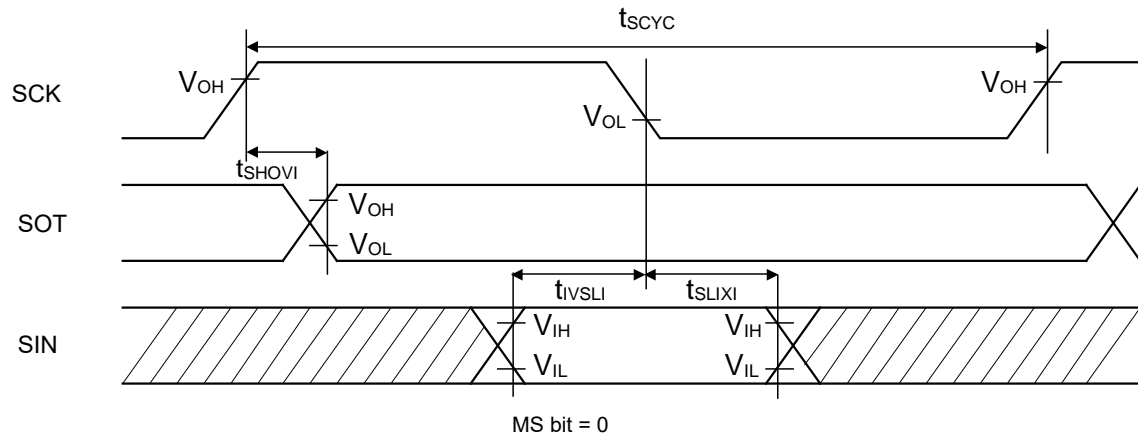 tSCYC
SCK
VOH
VOL
VOH
tSHOVI
SOT
VOH
VOL
tIVSLI
tSLIXI
SIN
VIH
VIH
VIL
VIL
MS bit = 0